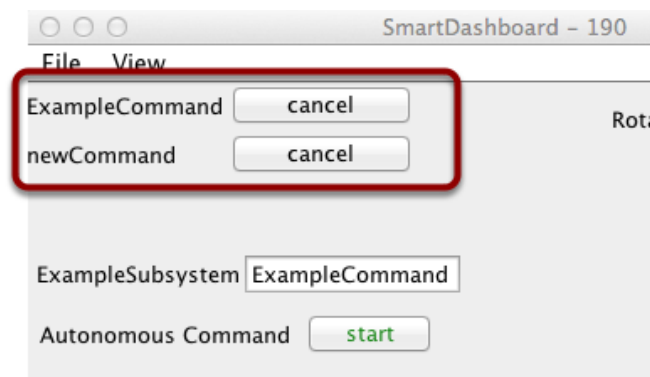 SmartDashboard – 190
File View
ExampleCommand cancel
Rota
newCommand cancel
ExampleSubsystem ExampleCommand
Autonomous Command start